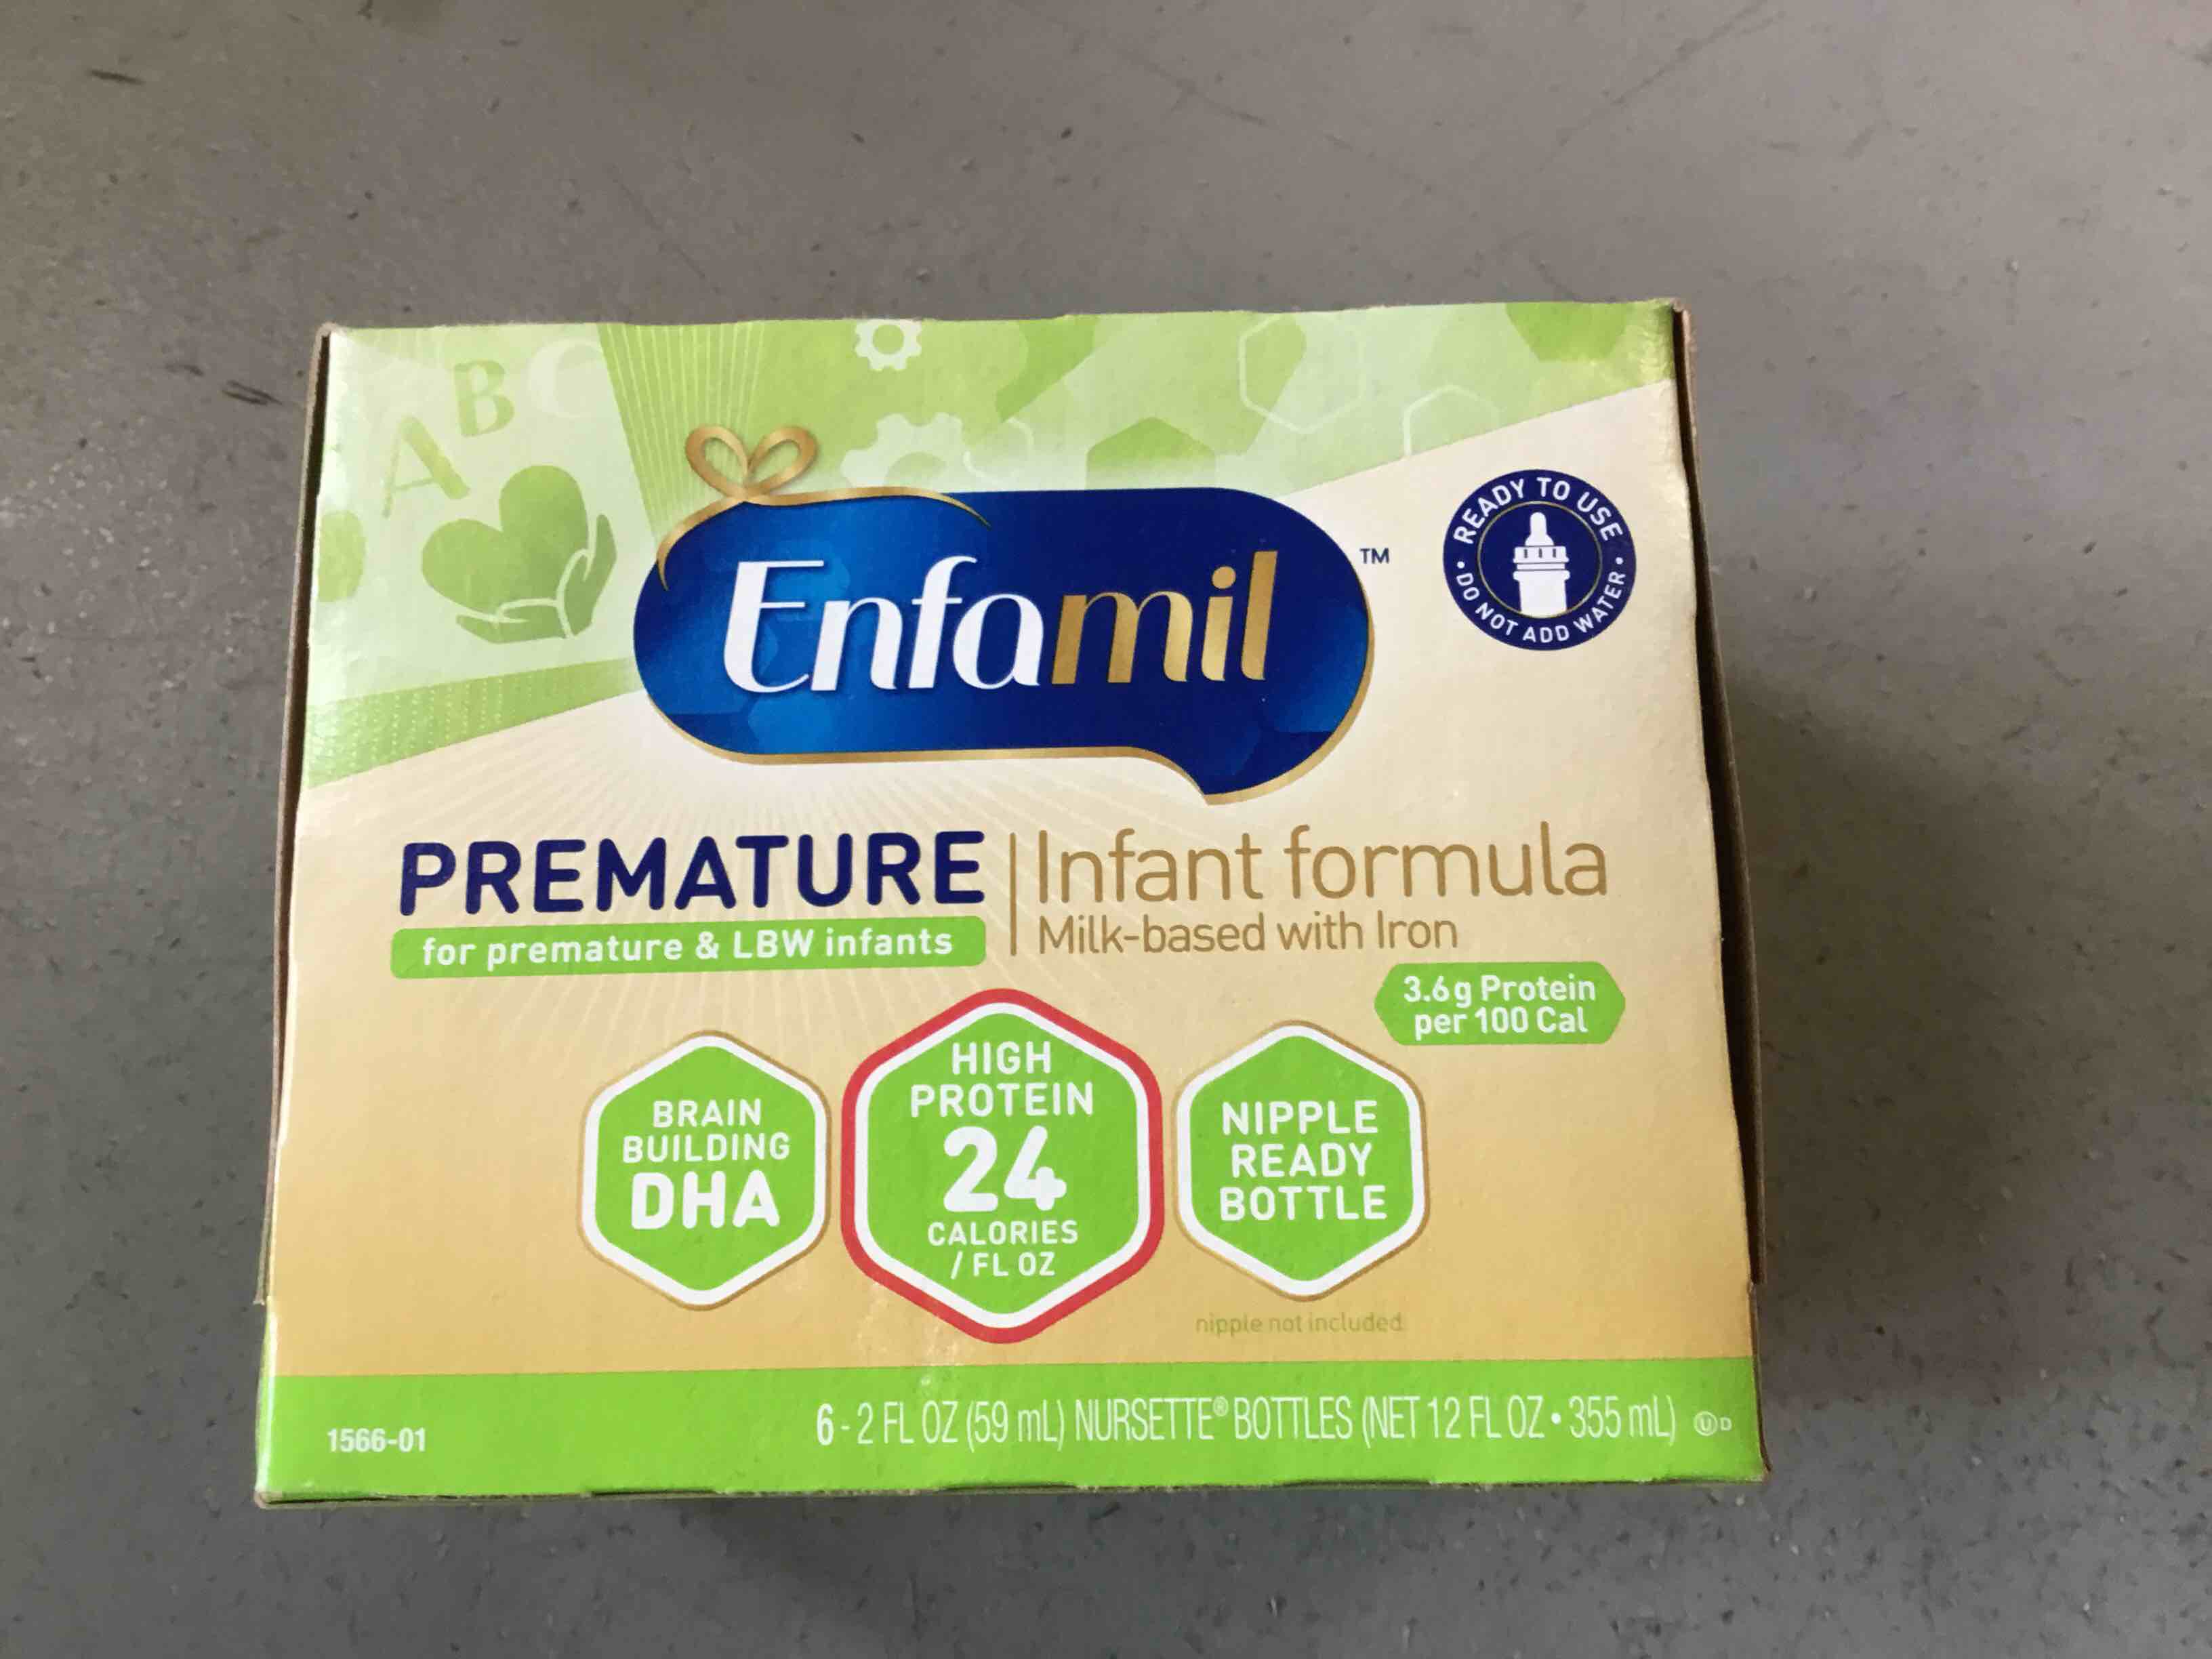 A B C
Enfamil™
READY TO USE
• DO NOT ADD WATER •
PREMATURE
for premature & LBW infants
Infant formula
Milk-based with Iron
3.6g Protein
per 100 Cal
BRAIN
BUILDING
DHA
HIGH
PROTEIN
24
CALORIES
/ FL OZ
NIPPLE
READY
BOTTLE
nipple not included
1566-01
6 - 2 FL OZ (59 mL) NURSETTE® BOTTLES (NET 12 FL OZ • 355 mL) Ⓤ D